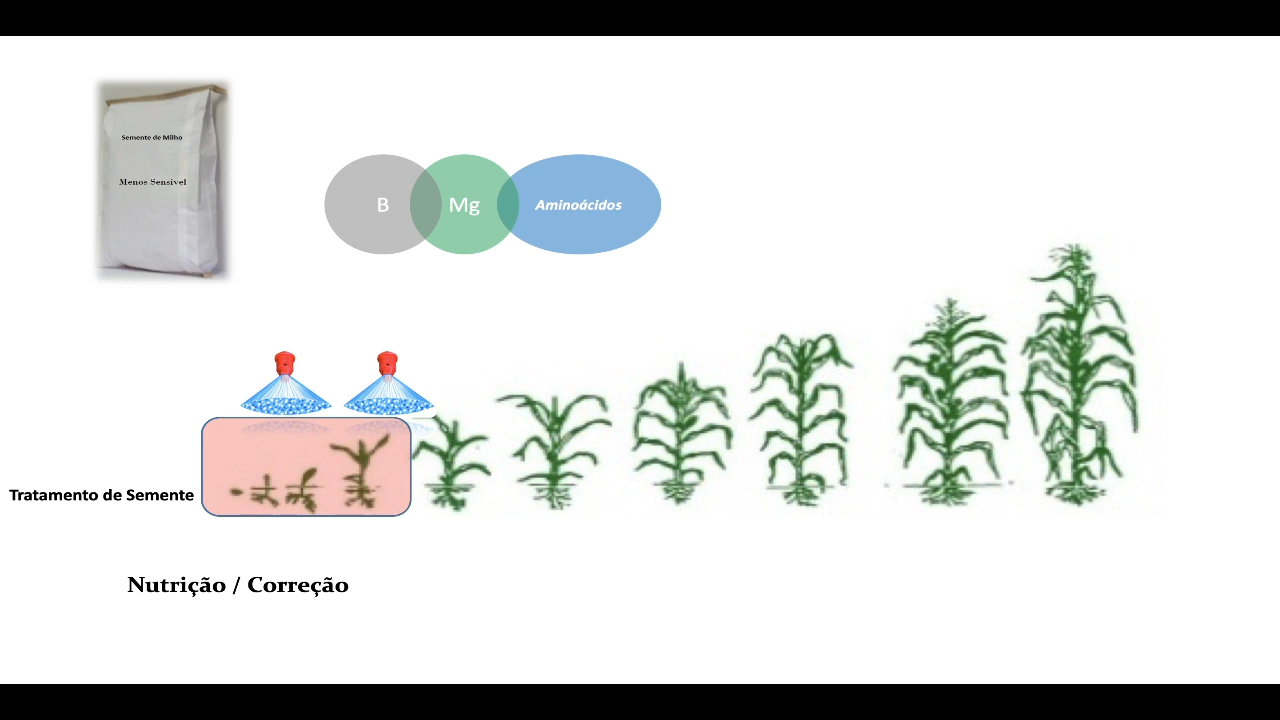 Semente de Milho
Menos Sensível
B
Mg
Aminoácidos
Tratamento de Semente
Nutrição / Correção